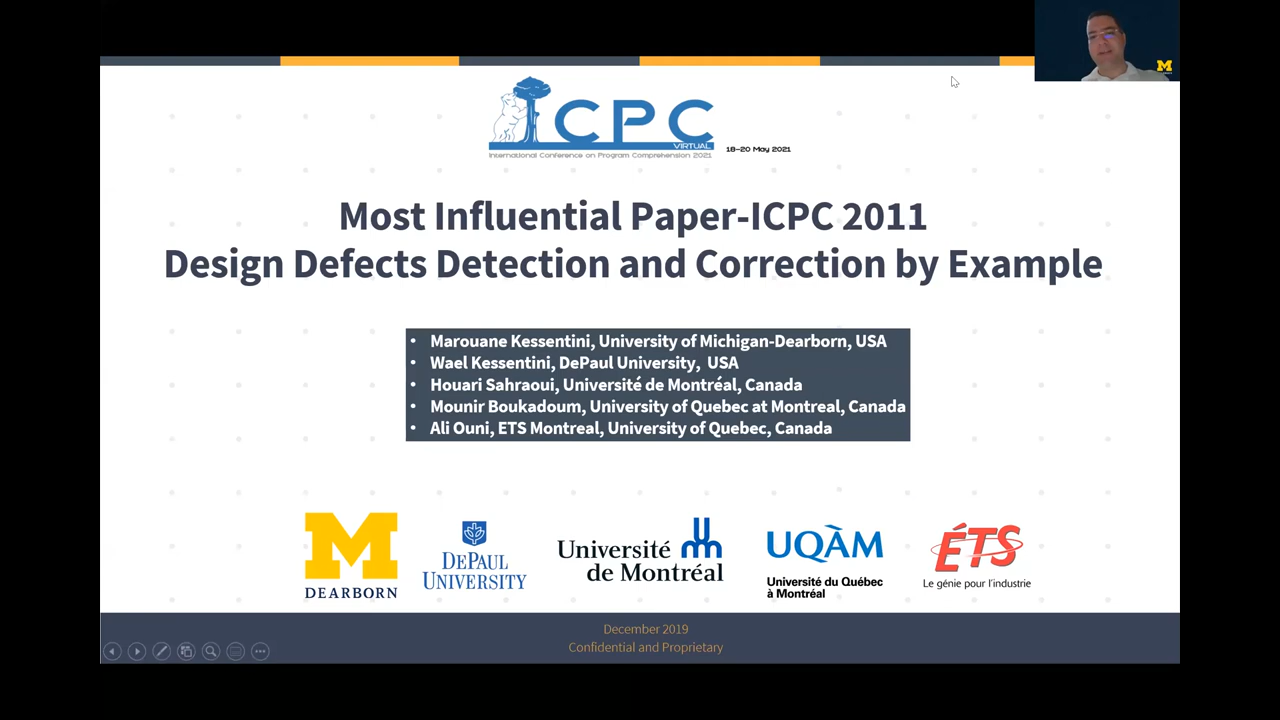 ICPC
VIRTUAL
International Conference on Program Comprehension 2021
18-20 May 2021
M
Most Influential Paper-ICPC 2011
Design Defects Detection and Correction by Example
• Marouane Kessentini, University of Michigan-Dearborn, USA
• Wael Kessentini, DePaul University, USA
• Houari Sahraoui, Université de Montréal, Canada
• Mounir Boukadoum, University of Quebec at Montreal, Canada
• Ali Ouni, ETS Montreal, University of Quebec, Canada
M
DEARBORN
DEPAUL
UNIVERSITY
Université
de Montréal
UQÀM
Université du Québec
à Montréal
ÉTS
Le génie pour l'industrie
December 2019
Confidential and Proprietary